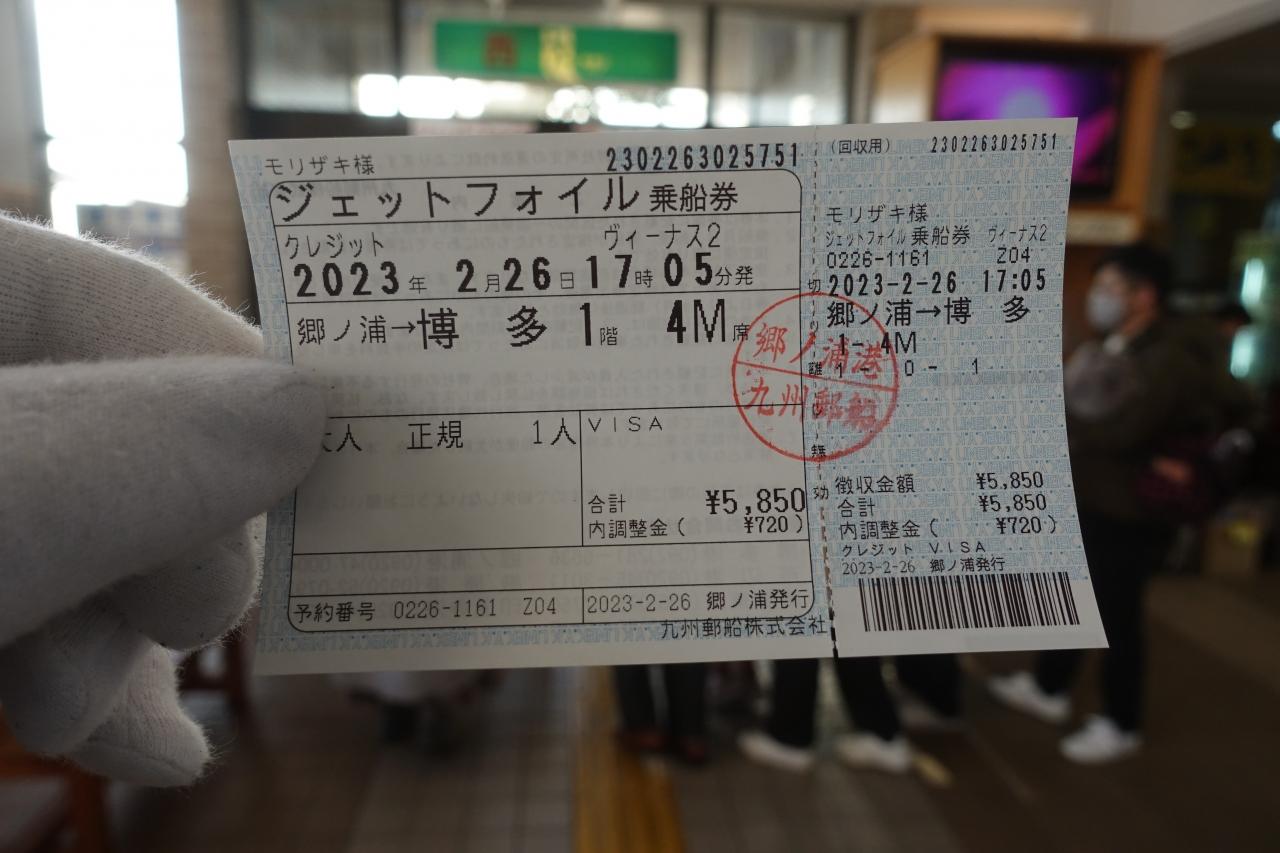 モリザキ様 2302263025751
ジェットフォイル 乗船券
クレジット ヴィーナス2
2023年 2月26日17時05分発
郷ノ浦→博 多 1階 4M席
人 正規 1人
VISA
合計 ¥5,850
内調整金( ¥720)
予約番号 0226-1161 Z04
2023-2-26 郷ノ浦発行
九州郵船株式会社
郷ノ浦港
九州郵船
(回収用) 2302263025751
モリザキ様
ジェットフォイル 乗船券 ヴィーナス2
0226-1161 Z04
2023-2-26 17:05
郷ノ浦→博 多
1- 4M
1- 0- 1
徴収金額 ¥5,850
合計 ¥5,850
内調整金( ¥720)
クレジット VISA
2023-2-26 郷ノ浦発行